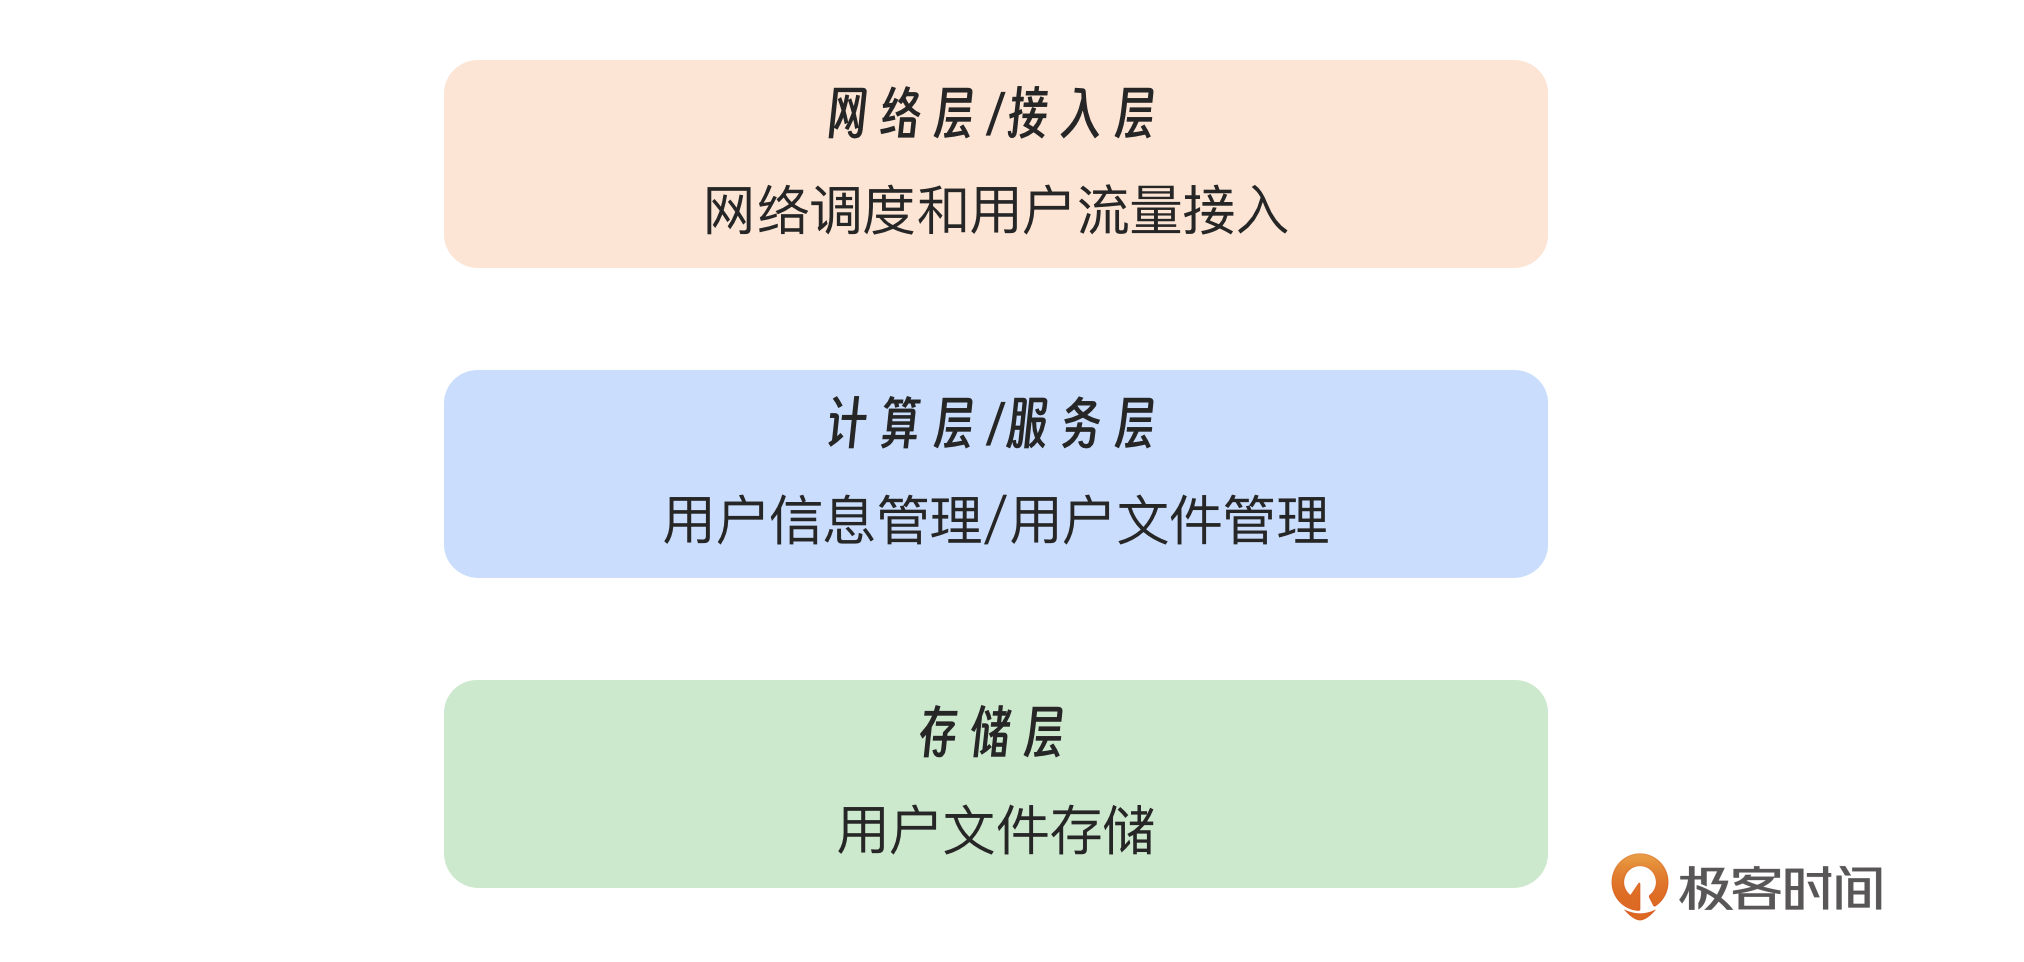 网络层/接入层
网络调度和用户流量接入
计算层/服务层
用户信息管理/用户文件管理
存储层
用户文件存储
极客时间